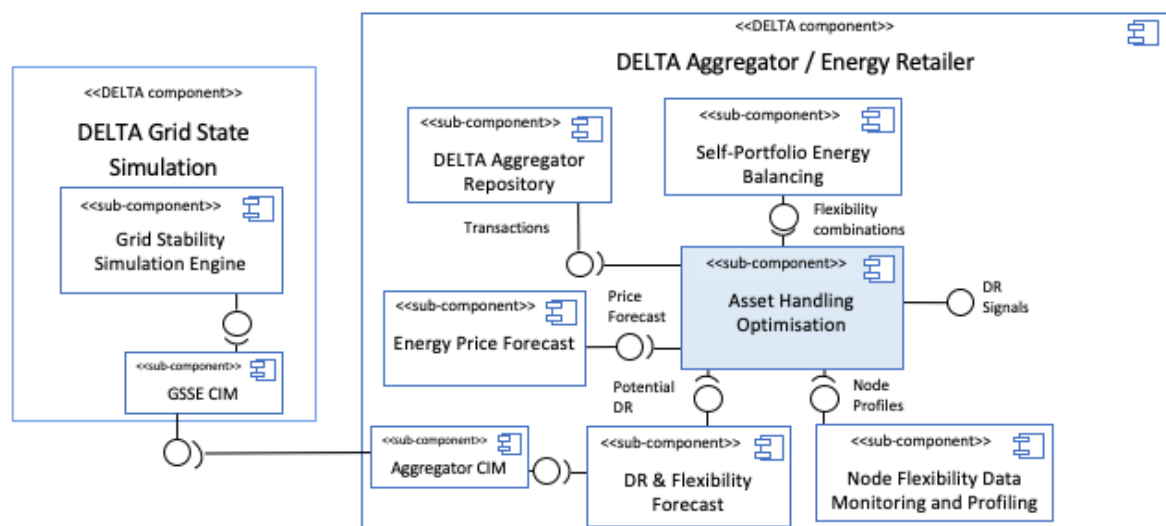 <<DELTA component>>
DELTA Grid State
Simulation
<<sub-component>>
Grid Stability
Simulation Engine
<<sub-component>>
GSSE CIM
<<DELTA component>>
DELTA Aggregator / Energy Retailer
<<sub-component>>
DELTA Aggregator
Repository
Transactions
<<sub-component>>
Self-Portfolio Energy
Balancing
Flexibility
combinations
<<sub-component>>
Asset Handling
Optimisation
DR
Signals
<<sub-component>>
Energy Price Forecast
Price
Forecast
Potential
DR
Node
Profiles
<<sub-component>>
Aggregator CIM
<<sub-component>>
DR & Flexibility
Forecast
<<sub-component>>
Node Flexibility Data
Monitoring and Profiling